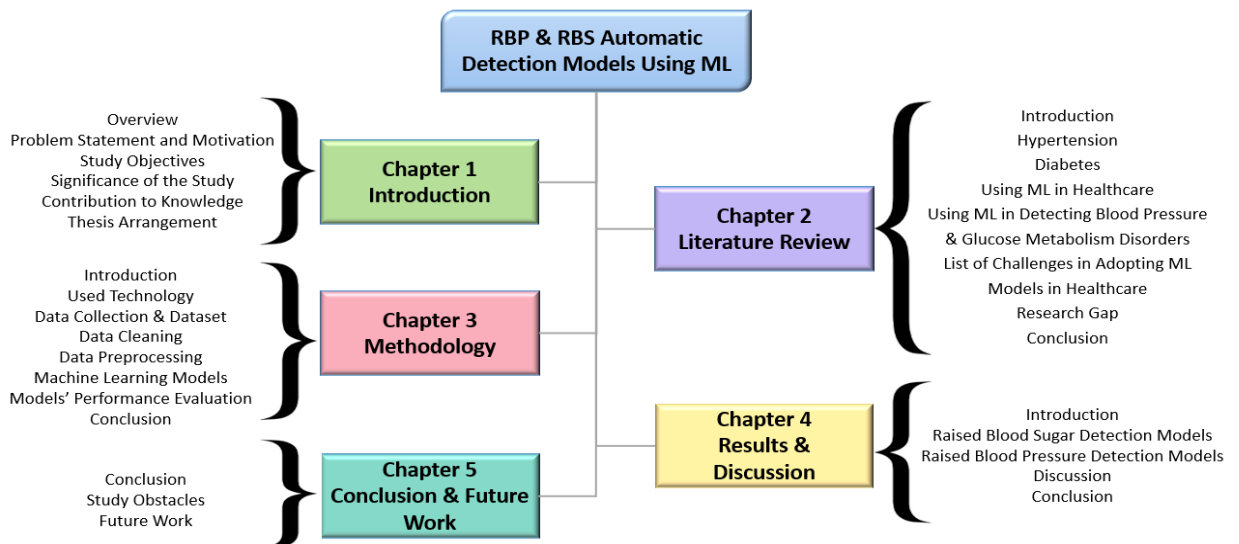 RBP & RBS Automatic
Detection Models Using ML
Overview
Problem Statement and Motivation
Study Objectives
Significance of the Study
Contribution to Knowledge
Thesis Arrangement
Chapter 1
Introduction
Chapter 2
Literature Review
Introduction
Hypertension
Diabetes
Using ML in Healthcare
Using ML in Detecting Blood Pressure
& Glucose Metabolism Disorders
List of Challenges in Adopting ML
Models in Healthcare
Research Gap
Conclusion
Introduction
Used Technology
Data Collection & Dataset
Data Cleaning
Data Preprocessing
Machine Learning Models
Models’ Performance Evaluation
Conclusion
Chapter 3
Methodology
Chapter 4
Results &
Discussion
Introduction
Raised Blood Sugar Detection Models
Raised Blood Pressure Detection Models
Discussion
Conclusion
Conclusion
Study Obstacles
Future Work
Chapter 5
Conclusion & Future
Work